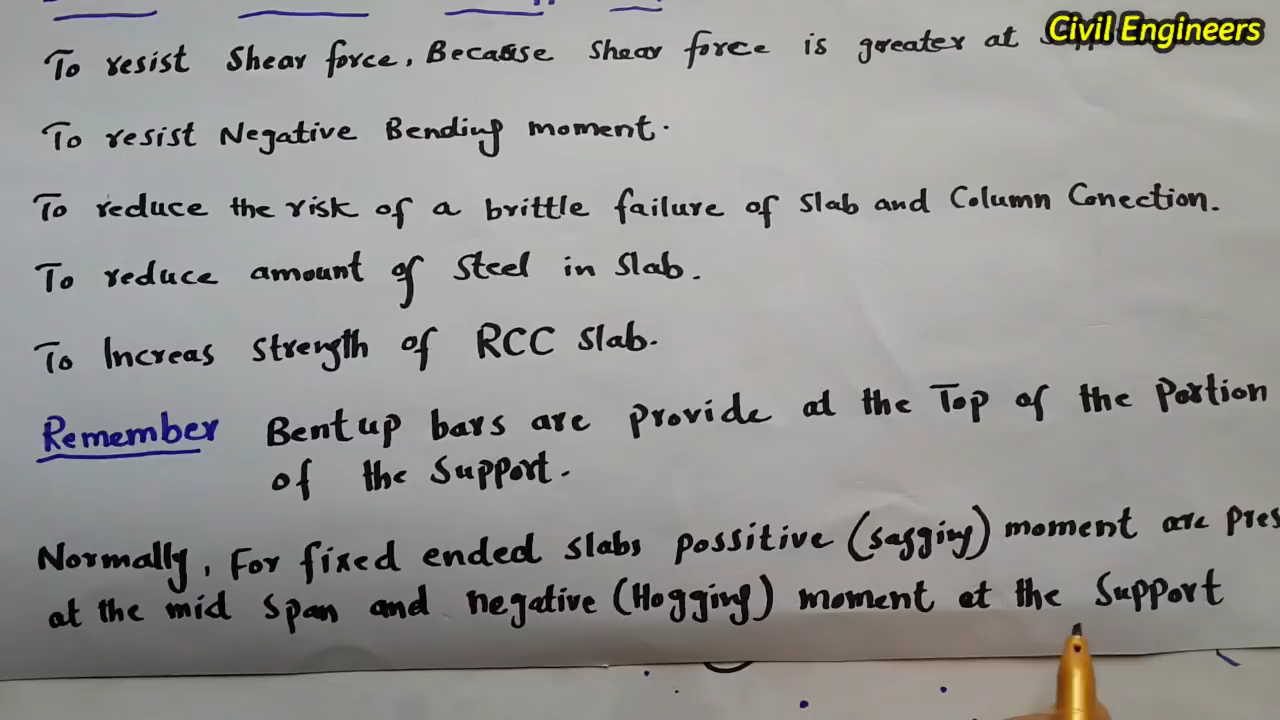 Civil Engineers
To resist Shear force, Because Shear force is greater at
To resist Negative Bending moment.
To reduce the risk of a brittle failure of Slab and Column Conection.
To reduce amount of Steel in Slab.
To Increas Strength of RCC Slab.
Remember Bentup bars are provide at the Top of the Portion
of the Support.
Normally, For fixed ended slabs possitive (sagging) moment are pres
at the mid span and negative (Hogging) moment at the Support